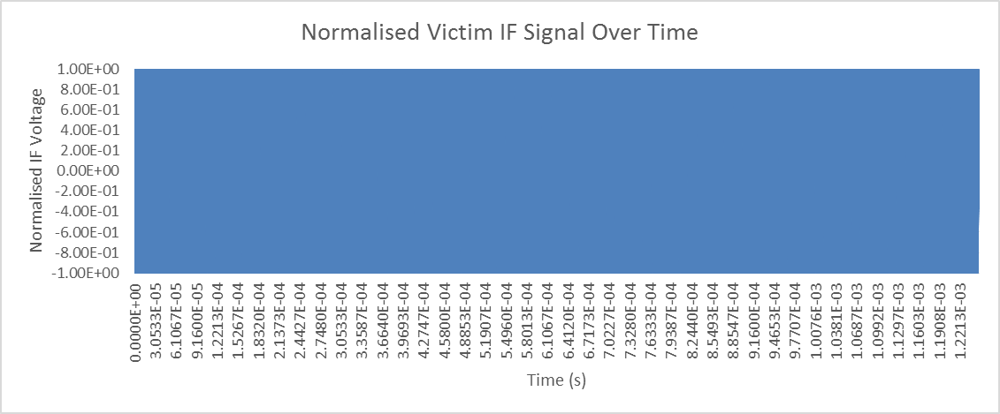 Normalised Victim IF Signal Over Time
Normalised IF Voltage
1.00E+00
8.00E-01
6.00E-01
4.00E-01
2.00E-01
0.00E+00
-2.00E-01
-4.00E-01
-6.00E-01
-8.00E-01
-1.00E+00
0.0000E+00
3.0533E-05
6.1067E-05
9.1600E-05
1.2213E-04
1.5267E-04
1.8320E-04
2.1373E-04
2.4427E-04
2.7480E-04
3.0533E-04
3.3587E-04
3.6640E-04
3.9693E-04
4.2747E-04
4.5800E-04
4.8853E-04
5.1907E-04
5.4960E-04
5.8013E-04
6.1067E-04
6.4120E-04
6.7173E-04
7.0227E-04
7.3280E-04
7.6333E-04
7.9387E-04
8.2440E-04
8.5493E-04
8.8547E-04
9.1600E-04
9.4653E-04
9.7707E-04
1.0076E-03
1.0381E-03
1.0687E-03
1.0992E-03
1.1297E-03
1.1603E-03
1.1908E-03
1.2213E-03
Time (s)